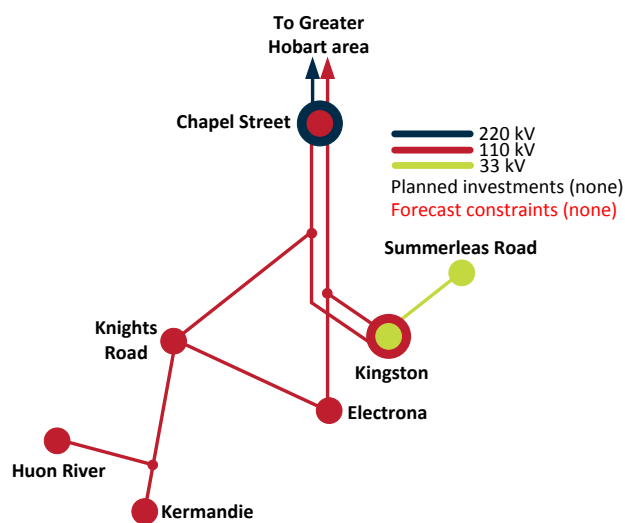 To Greater
Hobart area
Chapel Street
220 kV
110 kV
33 kV
Planned investments (none)
Forecast constraints (none)
Summerleas Road
Knights
Road
Kingston
Electrona
Huon River
Kermandie